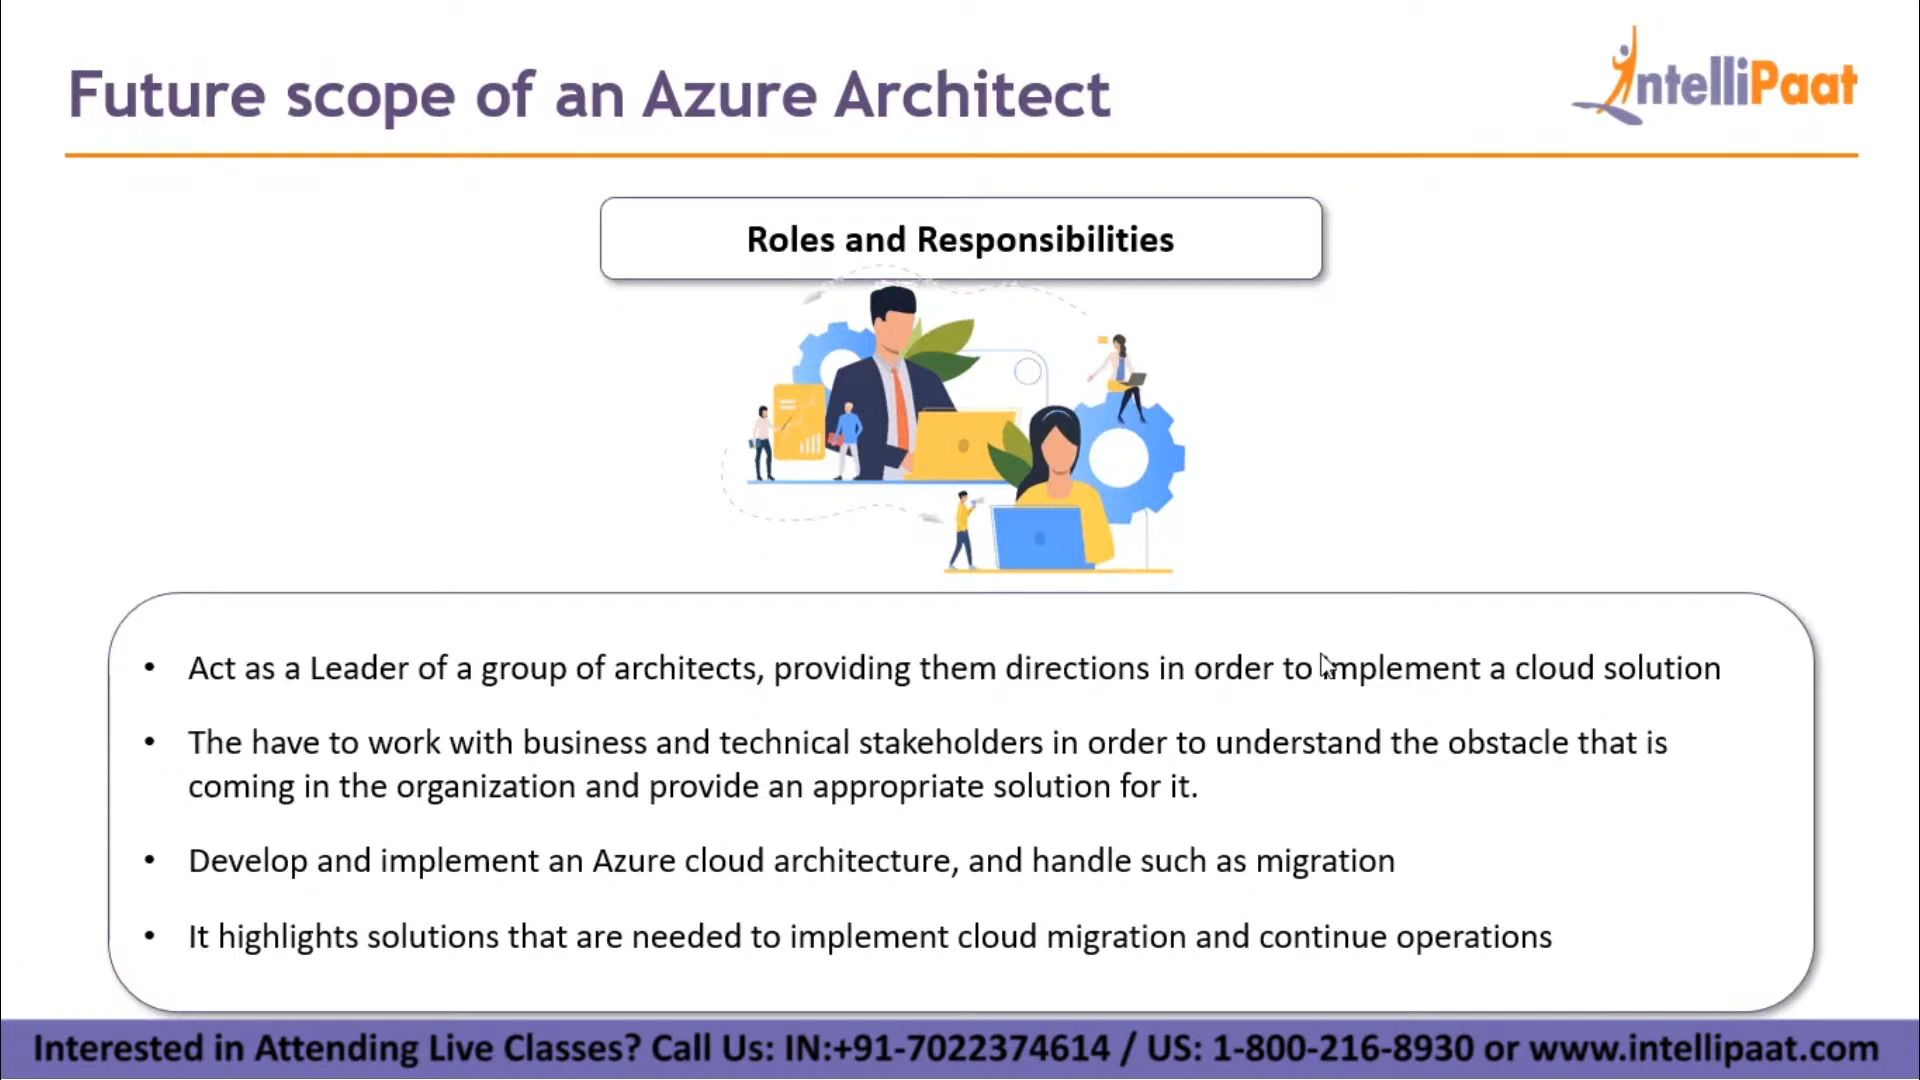 Future scope of an Azure Architect
IntelliPaat
Roles and Responsibilities
• Act as a Leader of a group of architects, providing them directions in order to implement a cloud solution
• The have to work with business and technical stakeholders in order to understand the obstacle that is
coming in the organization and provide an appropriate solution for it.
• Develop and implement an Azure cloud architecture, and handle such as migration
• It highlights solutions that are needed to implement cloud migration and continue operations
Interested in Attending Live Classes? Call Us: IN:+91-7022374614 / US: 1-800-216-8930 or www.intellipaat.com